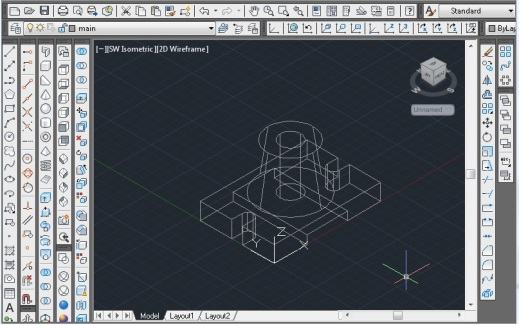 Standard
main
ByLay
[−][SW Isometric][2D Wireframe]
Unnamed
Z
Y
X
A
Model
Layout1
Layout2